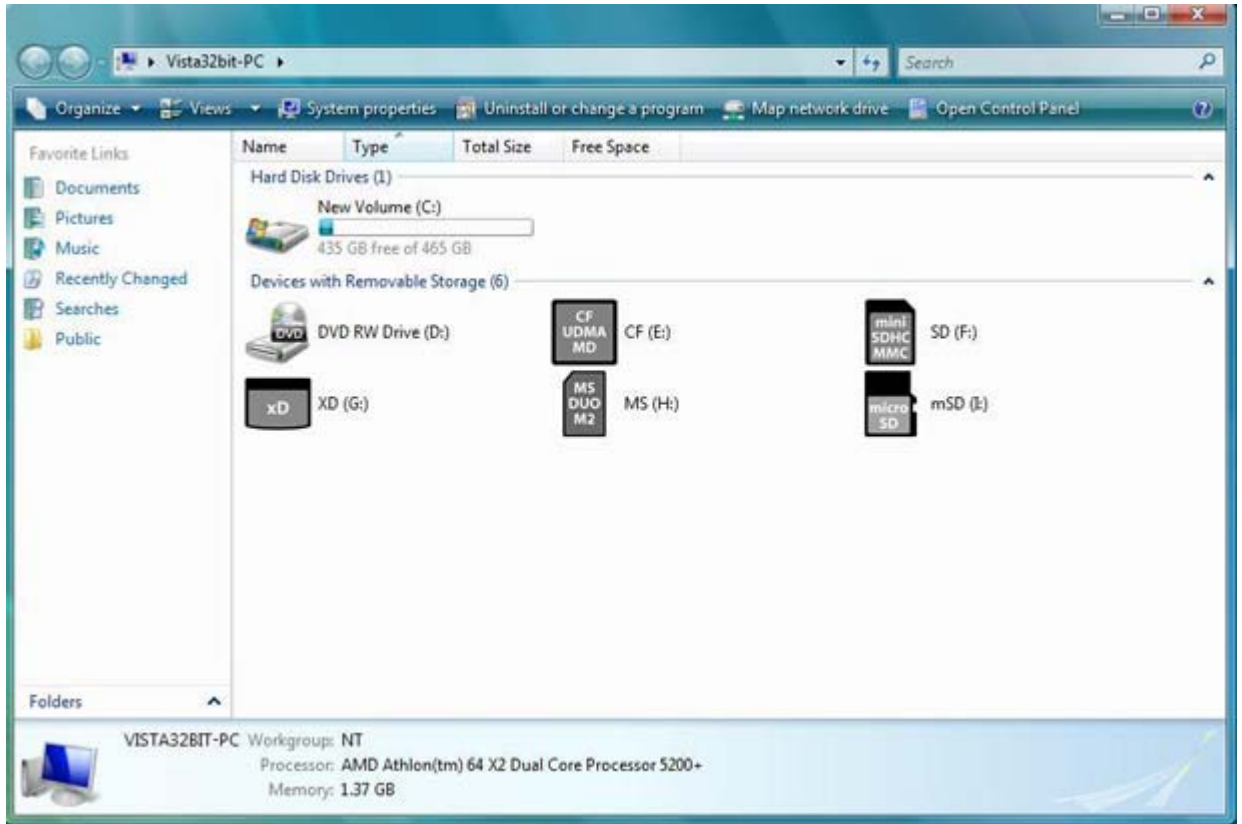 Vista32bit-PC
Search
Organize Views System properties Uninstall or change a program Map network drive Open Control Panel
Favorite Links
Documents
Pictures
Music
Recently Changed
Searches
Public
Folders
Name Type Total Size Free Space
Hard Disk Drives (1)
New Volume (C:)
435 GB free of 465 GB
Devices with Removable Storage (6)
DVD
DVD RW Drive (D:)
CF
UDMA
MD
CF (E:)
mini
SDHC
MMC
SD (F:)
xD
XD (G:)
MS
DUO
M2
MS (H:)
micro
SD
mSD (I:)
VISTA32BIT-PC Workgroup: NT
Processor: AMD Athlon(tm) 64 X2 Dual Core Processor 5200+
Memory: 1.37 GB